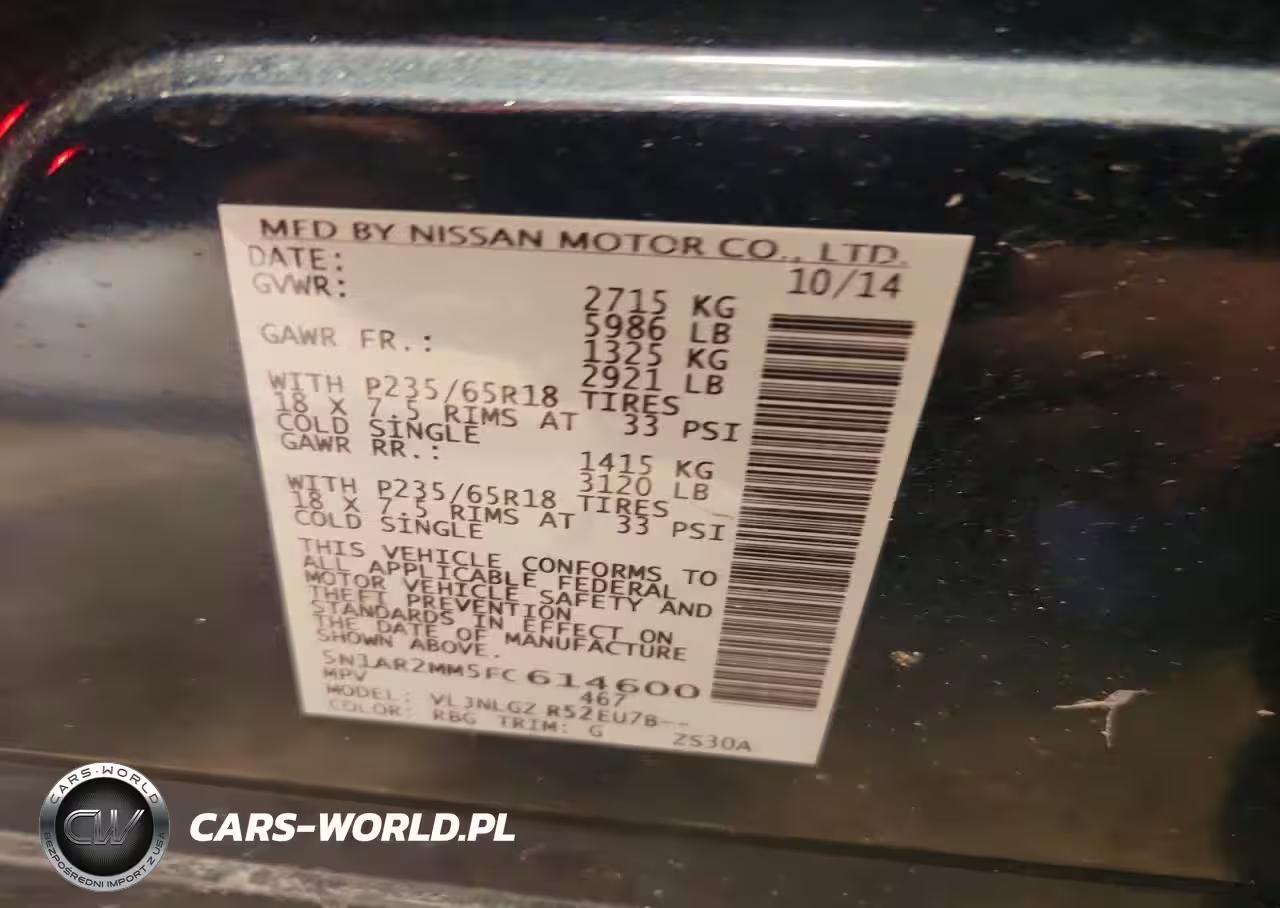 MFD BY NISSAN MOTOR CO., LTD.
DATE: 10/14
GVWR: 2715 KG
5986 LB
GAWR FR.: 1325 KG
2921 LB
WITH P235/65R18 TIRES
18 X 7.5 RIMS AT 33 PSI
COLD SINGLE
GAWR RR.: 1415 KG
3120 LB
WITH P235/65R18 TIRES
18 X 7.5 RIMS AT 33 PSI
COLD SINGLE
THIS VEHICLE CONFORMS TO
ALL APPLICABLE FEDERAL
MOTOR VEHICLE SAFETY AND
THEFT PREVENTION
STANDARDS IN EFFECT ON
THE DATE OF MANUFACTURE
SHOWN ABOVE.
5N1AR2MM5FC614600
MPV 467
MODEL: VLJNLGZ R52EU7B--
COLOR: RBG TRIM: G ZS30A
CARS-WORLD
CW
BEZPOŚREDNI IMPORT Z USA
CARS-WORLD.PL